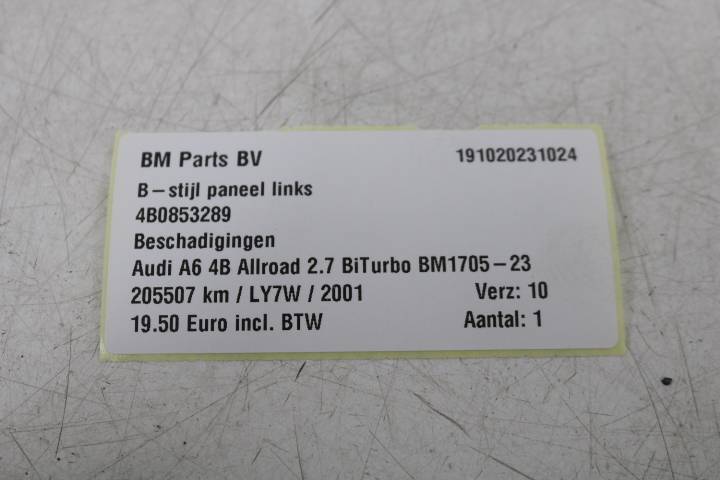 BM Parts BV 191020231024
B-stijl paneel links
4B0853289
Beschadigingen
Audi A6 4B Allroad 2.7 BiTurbo BM1705-23
205507 km / LY7W / 2001 Verz: 10
19.50 Euro incl. BTW Aantal: 1